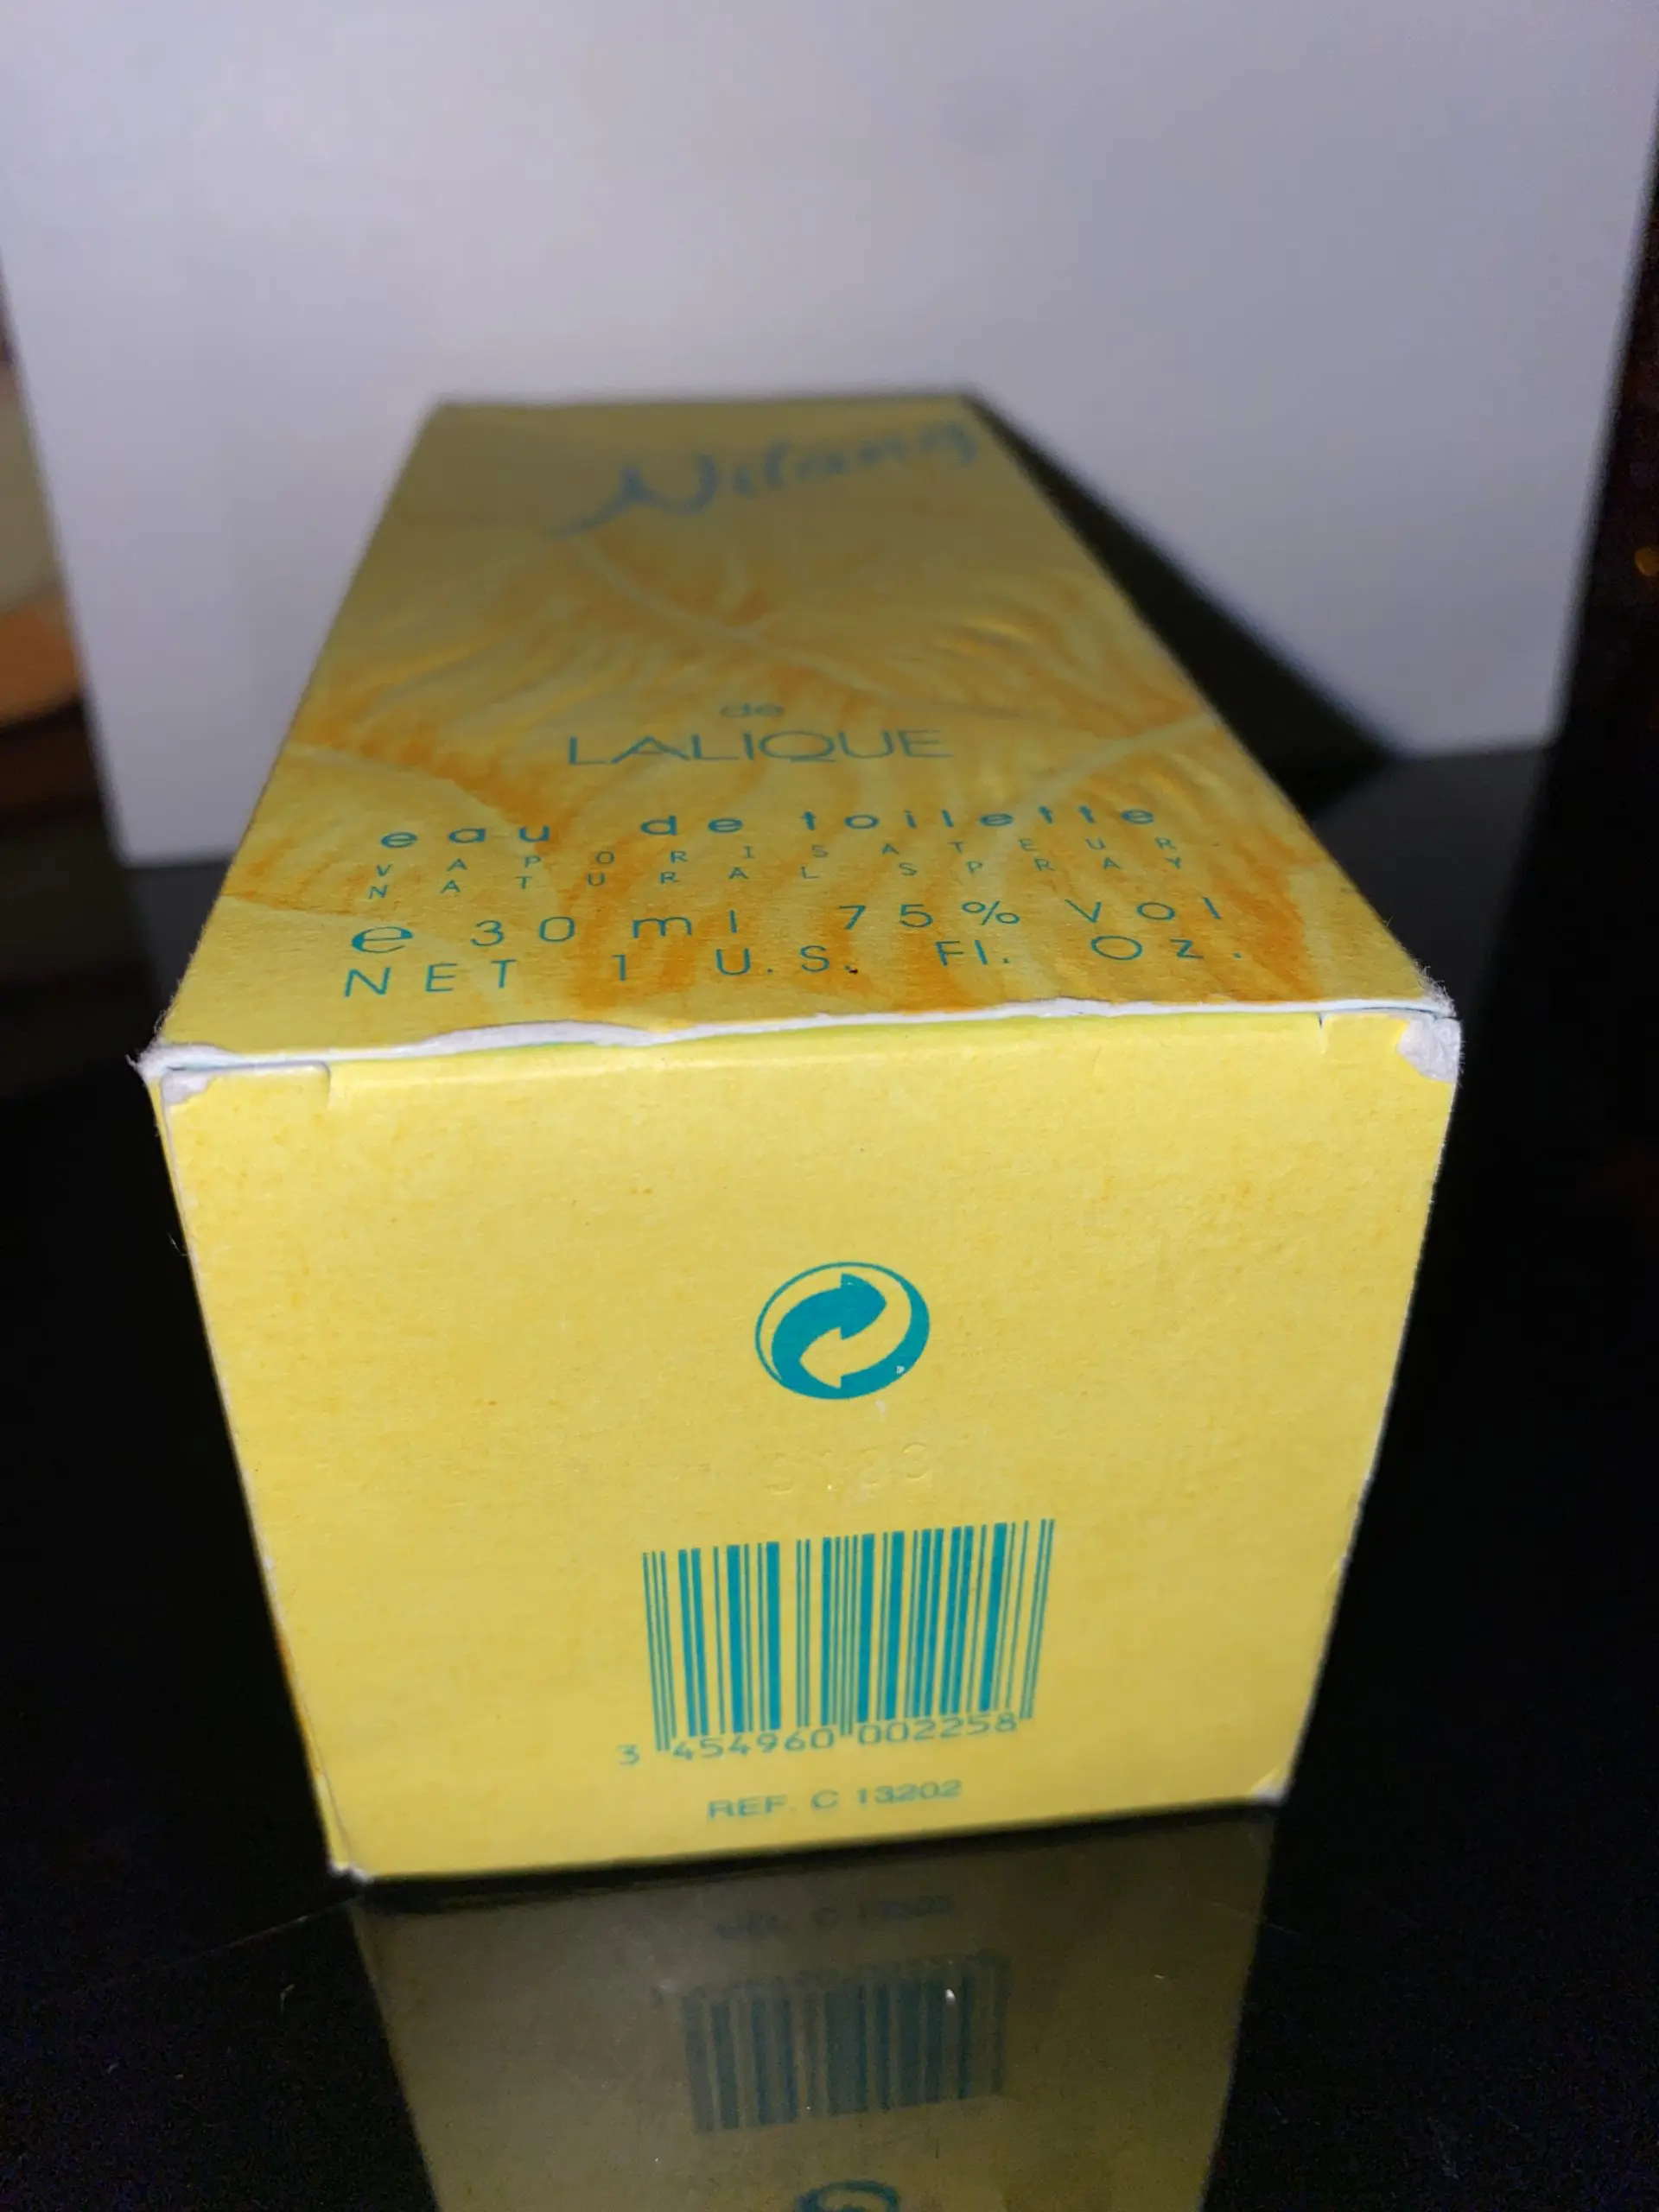 Nilang
de
LALIQUE
eau de toilette
VAPORISATEUR
NATURAL SPRAY
e 30 ml 75% Vol
NET 1 U.S. Fl. Oz.
3 454960 002258
REF. C 13202